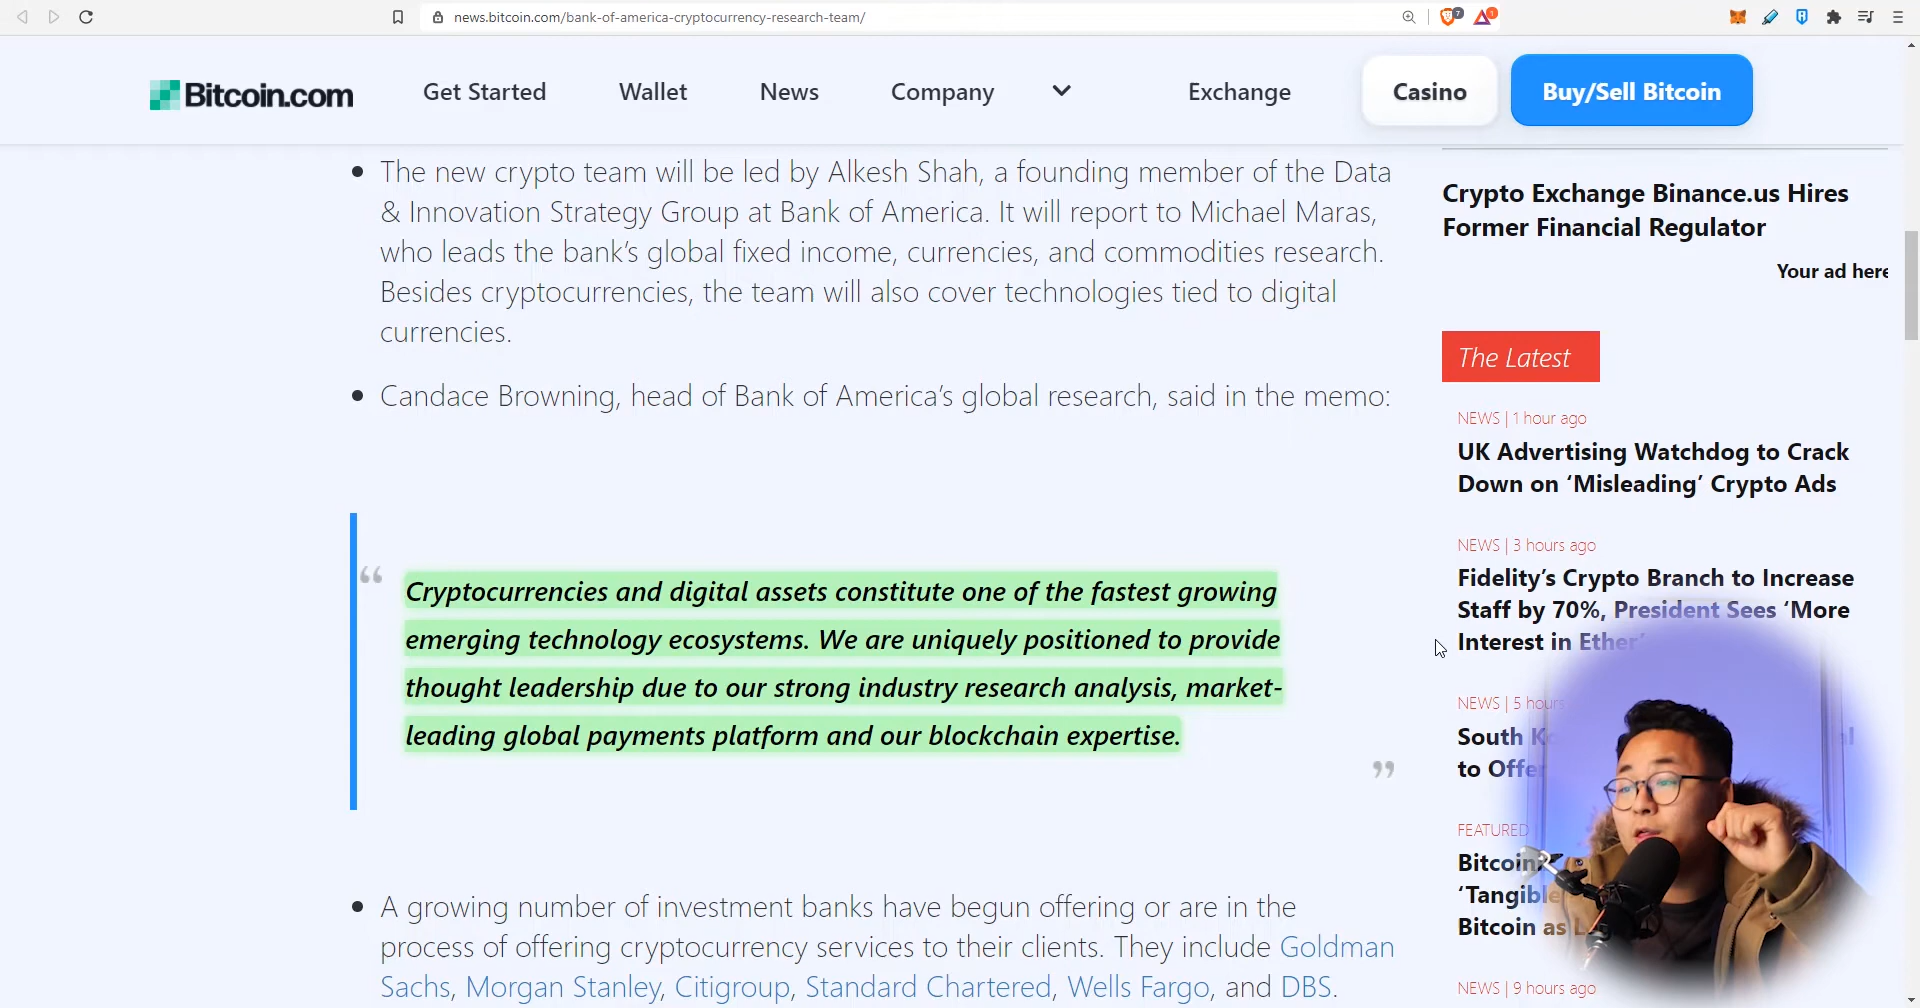 news.bitcoin.com/bank-of-america-cryptocurrency-research-team/
7
1
Bitcoin.com
Get Started
Wallet
News
Company
Exchange
Casino
Buy/Sell Bitcoin
The new crypto team will be led by Alkesh Shah, a founding member of the Data
& Innovation Strategy Group at Bank of America. It will report to Michael Maras,
who leads the bank’s global fixed income, currencies, and commodities research.
Besides cryptocurrencies, the team will also cover technologies tied to digital
currencies.
Candace Browning, head of Bank of America’s global research, said in the memo:
“
Cryptocurrencies and digital assets constitute one of the fastest growing
emerging technology ecosystems. We are uniquely positioned to provide
thought leadership due to our strong industry research analysis, market-
leading global payments platform and our blockchain expertise.
”
A growing number of investment banks have begun offering or are in the
process of offering cryptocurrency services to their clients. They include Goldman
Sachs, Morgan Stanley, Citigroup, Standard Chartered, Wells Fargo, and DBS.
Crypto Exchange Binance.us Hires
Former Financial Regulator
Your ad here
The Latest
NEWS | 1 hour ago
UK Advertising Watchdog to Crack
Down on ‘Misleading’ Crypto Ads
NEWS | 3 hours ago
Fidelity’s Crypto Branch to Increase
Staff by 70%, President Sees ‘More
Interest in Ether’
NEWS | 5 hours
South
to Offer
FEATURED
Bitcoin
‘Tangible
Bitcoin as
NEWS | 9 hours ago